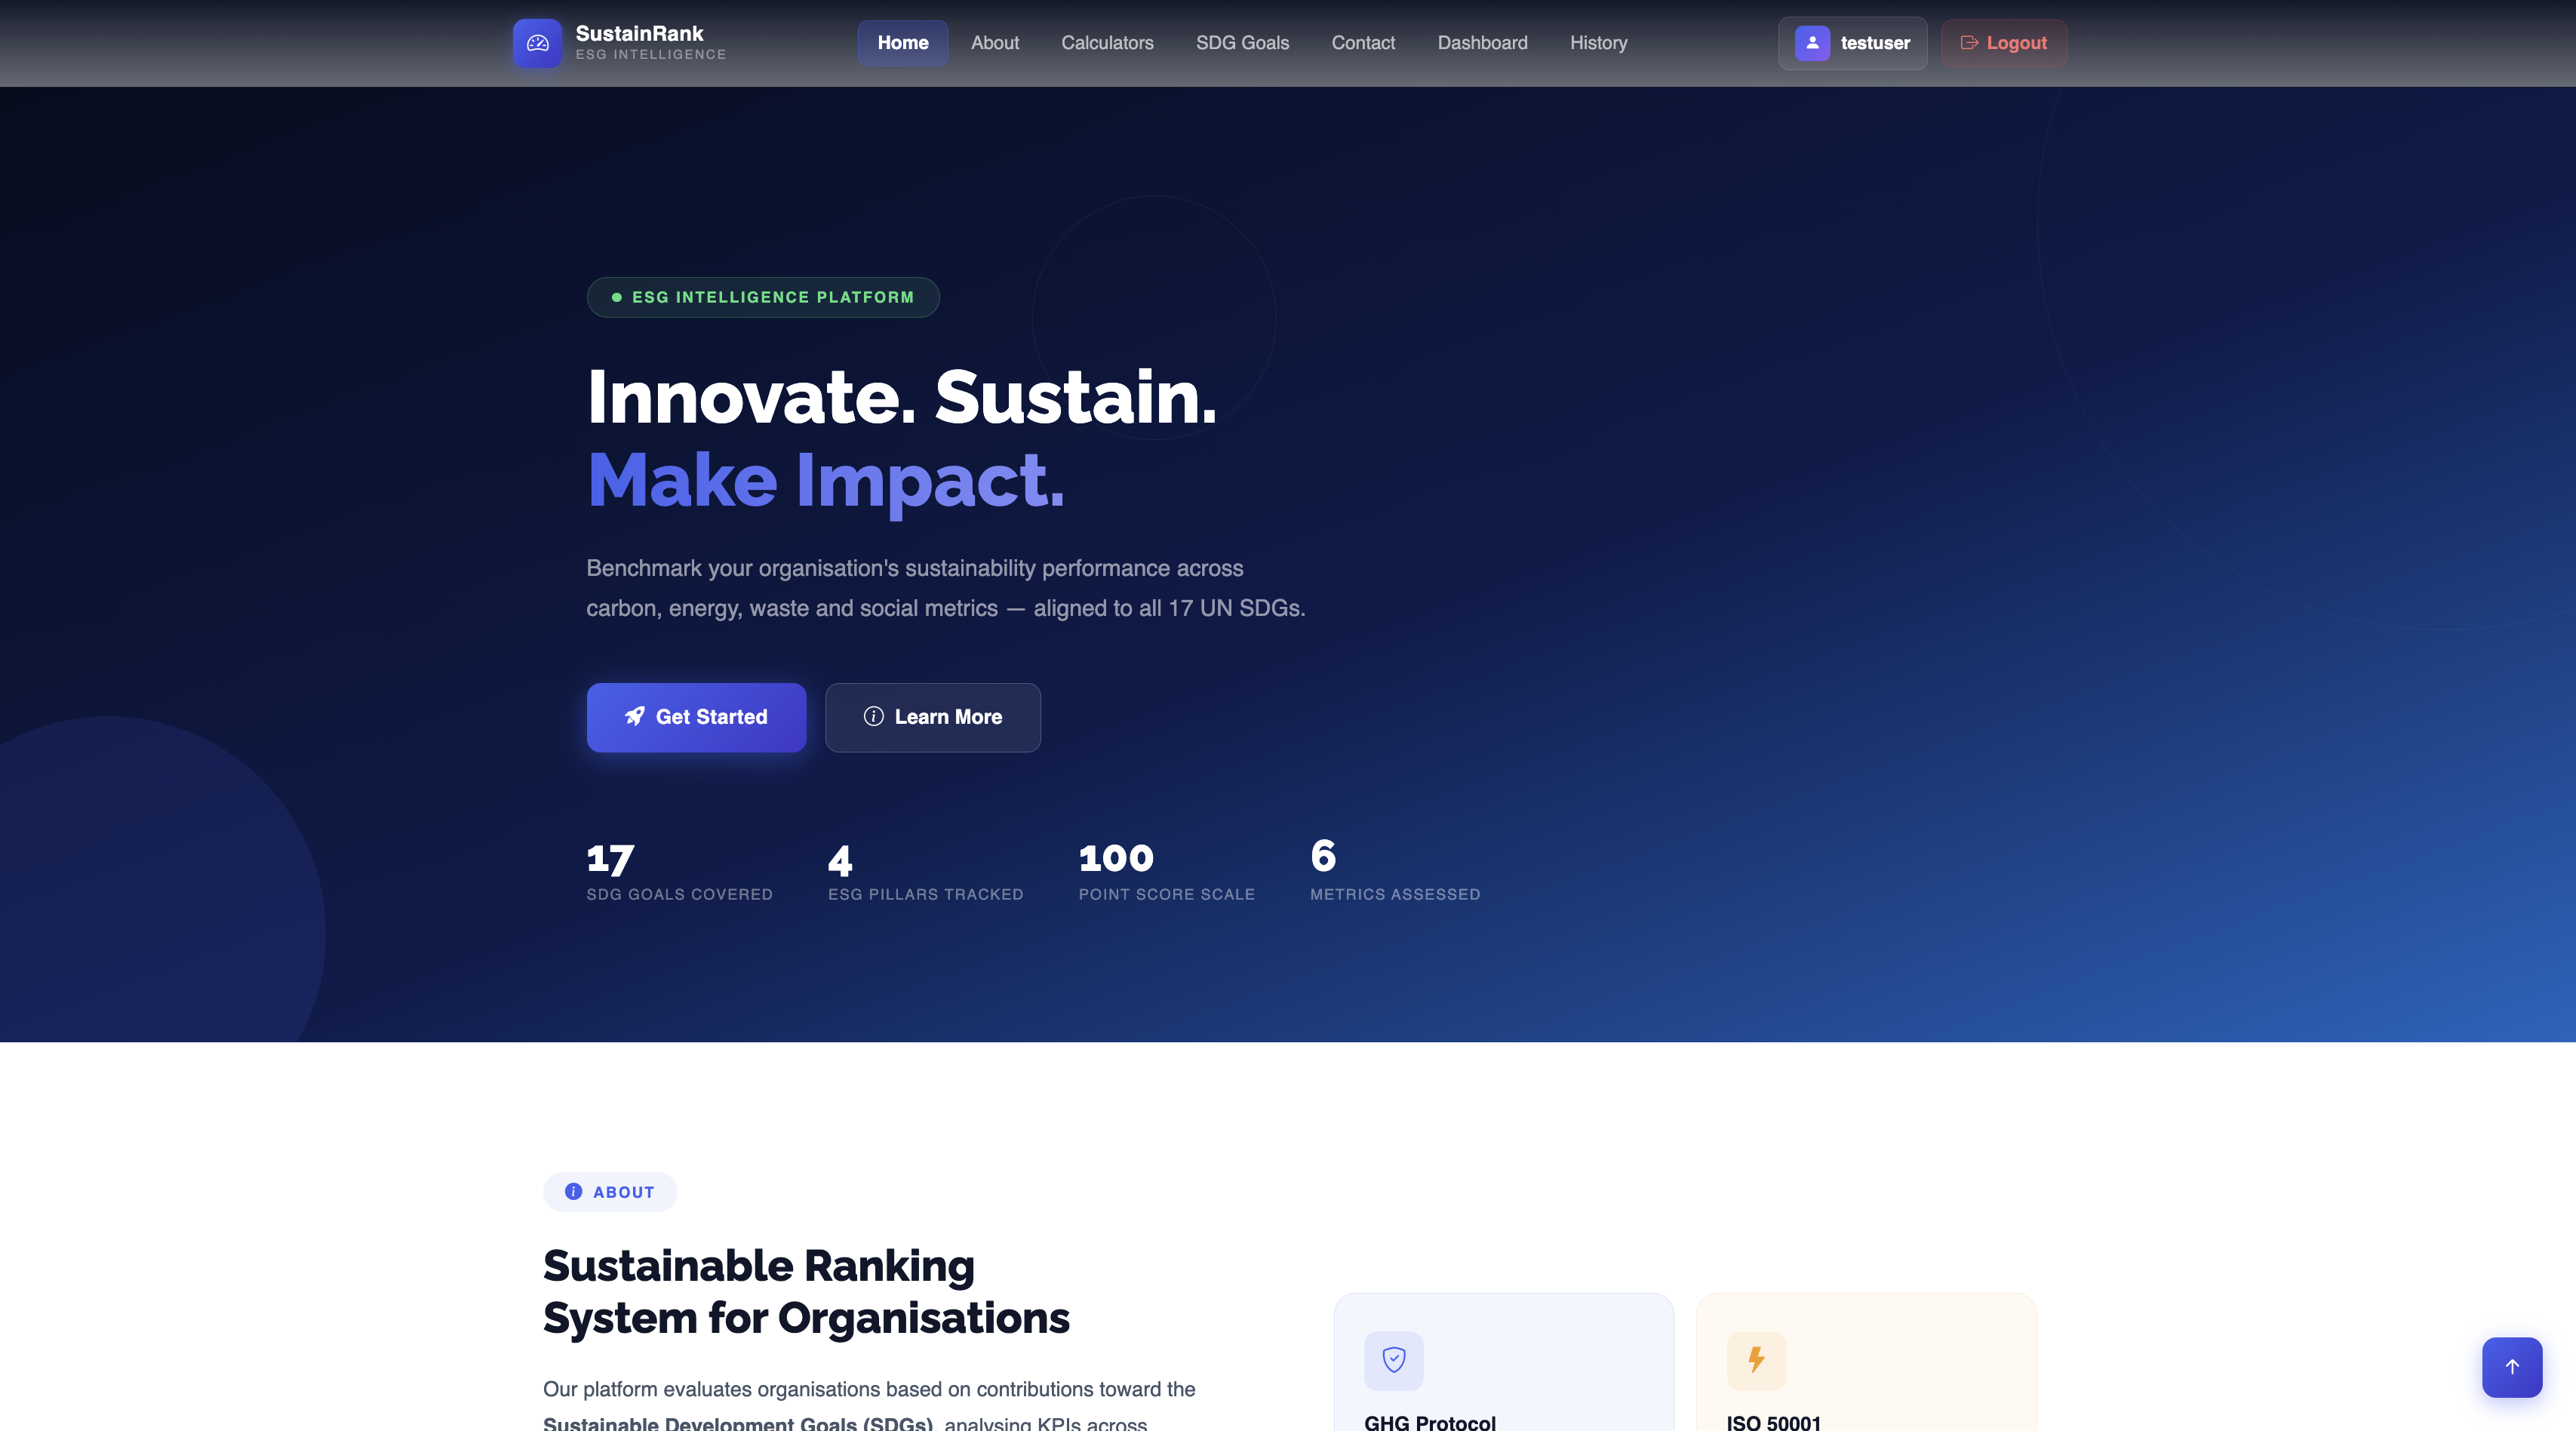 SustainRank
ESG INTELLIGENCE
Home
About
Calculators
SDG Goals
Contact
Dashboard
History
testuser
Logout
ESG INTELLIGENCE PLATFORM
Innovate. Sustain.
Make Impact.
Benchmark your organisation's sustainability performance across
carbon, energy, waste and social metrics — aligned to all 17 UN SDGs.
Get Started
Learn More
17
SDG GOALS COVERED
4
ESG PILLARS TRACKED
100
POINT SCORE SCALE
6
METRICS ASSESSED
ABOUT
Sustainable Ranking
System for Organisations
Our platform evaluates organisations based on contributions toward the
Sustainable Development Goals (SDGs), analysing KPIs across
GHG Protocol
ISO 50001